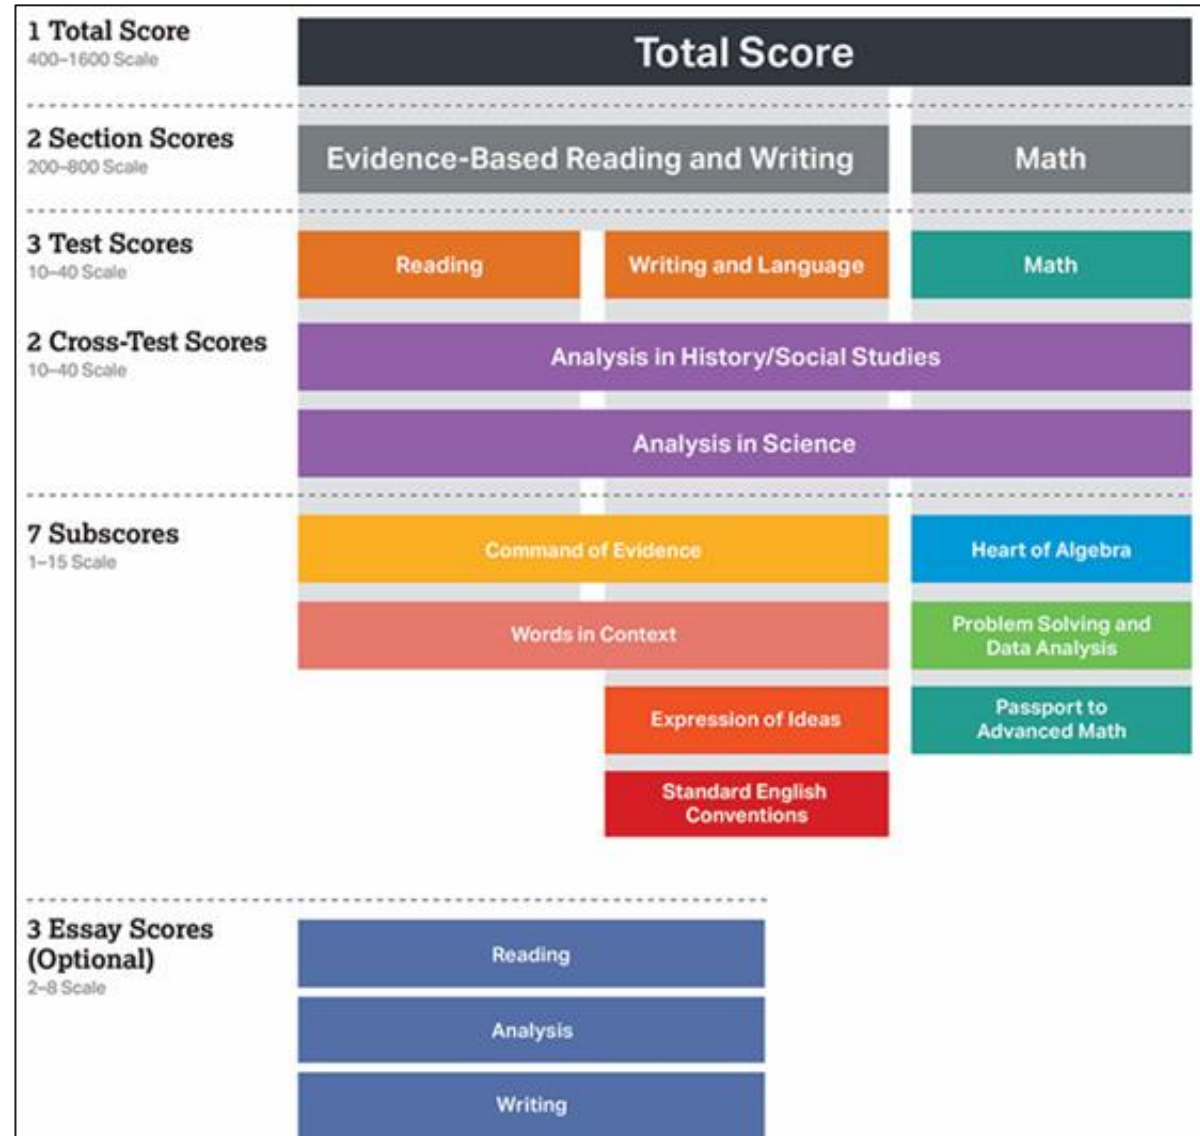 1 Total Score
400–1600 Scale
Total Score
2 Section Scores
200–800 Scale
Evidence-Based Reading and Writing
Math
3 Test Scores
10–40 Scale
Reading
Writing and Language
Math
2 Cross-Test Scores
10–40 Scale
Analysis in History/Social Studies
Analysis in Science
7 Subscores
1–15 Scale
Command of Evidence
Heart of Algebra
Words in Context
Problem Solving and
Data Analysis
Expression of Ideas
Passport to
Advanced Math
Standard English
Conventions
3 Essay Scores
(Optional)
2–8 Scale
Reading
Analysis
Writing